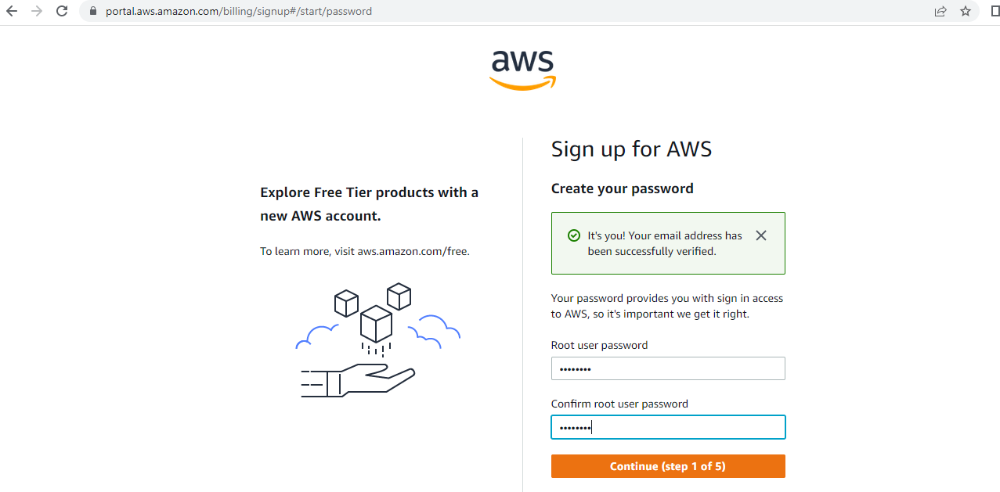 portal.aws.amazon.com/billing/signup#/start/password
aws
Explore Free Tier products with a
new AWS account.
To learn more, visit aws.amazon.com/free.
Sign up for AWS
Create your password
It's you! Your email address has
been successfully verified.
Your password provides you with sign in access
to AWS, so it's important we get it right.
Root user password
••••••••
Confirm root user password
••••••••
Continue (step 1 of 5)